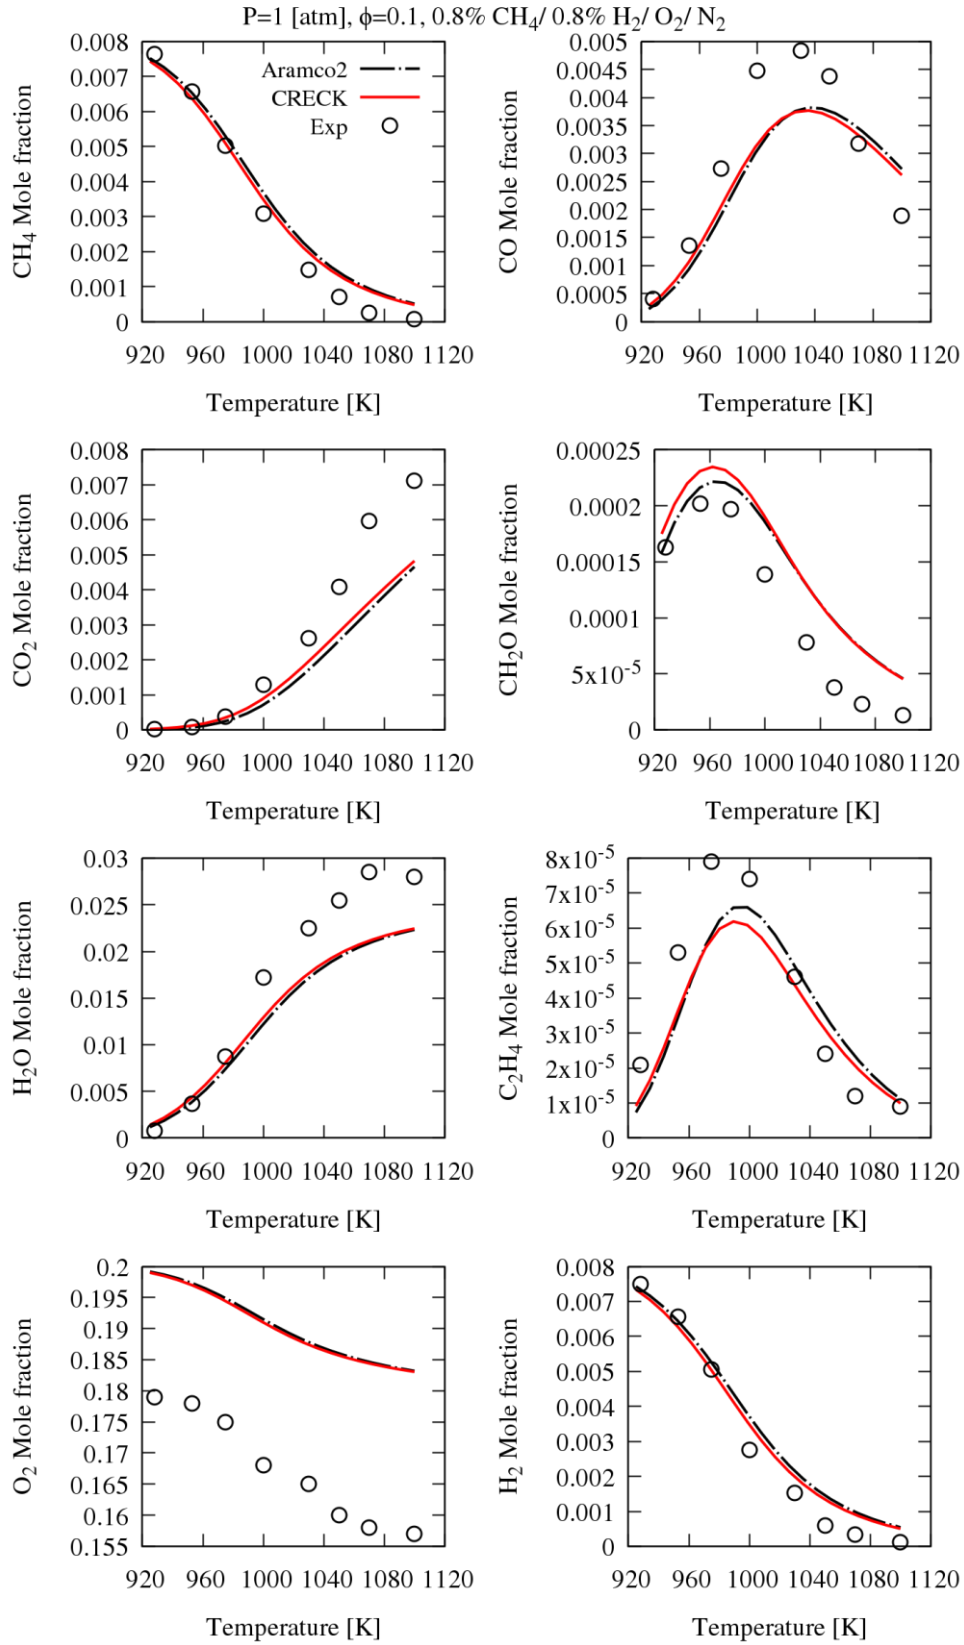 P=1 [atm], ϕ=0.1, 0.8% CH₄/ 0.8% H₂/ O₂/ N₂
CH₄ Mole fraction
0.008
0.007
0.006
0.005
0.004
0.003
0.002
0.001
0
Aramco2
CRECK
Exp
920 960 1000 1040 1080 1120
Temperature [K]
CO Mole fraction
0.005
0.0045
0.004
0.0035
0.003
0.0025
0.002
0.0015
0.001
0.0005
0
920 960 1000 1040 1080 1120
Temperature [K]
CO₂ Mole fraction
0.008
0.007
0.006
0.005
0.004
0.003
0.002
0.001
0
920 960 1000 1040 1080 1120
Temperature [K]
CH₂O Mole fraction
0.00025
0.0002
0.00015
0.0001
5x10⁻⁵
0
920 960 1000 1040 1080 1120
Temperature [K]
H₂O Mole fraction
0.03
0.025
0.02
0.015
0.01
0.005
0
920 960 1000 1040 1080 1120
Temperature [K]
C₂H₄ Mole fraction
8x10⁻⁵
7x10⁻⁵
6x10⁻⁵
5x10⁻⁵
4x10⁻⁵
3x10⁻⁵
2x10⁻⁵
1x10⁻⁵
0
920 960 1000 1040 1080 1120
Temperature [K]
O₂ Mole fraction
0.2
0.195
0.19
0.185
0.18
0.175
0.17
0.165
0.16
0.155
920 960 1000 1040 1080 1120
Temperature [K]
H₂ Mole fraction
0.008
0.007
0.006
0.005
0.004
0.003
0.002
0.001
0
920 960 1000 1040 1080 1120
Temperature [K]